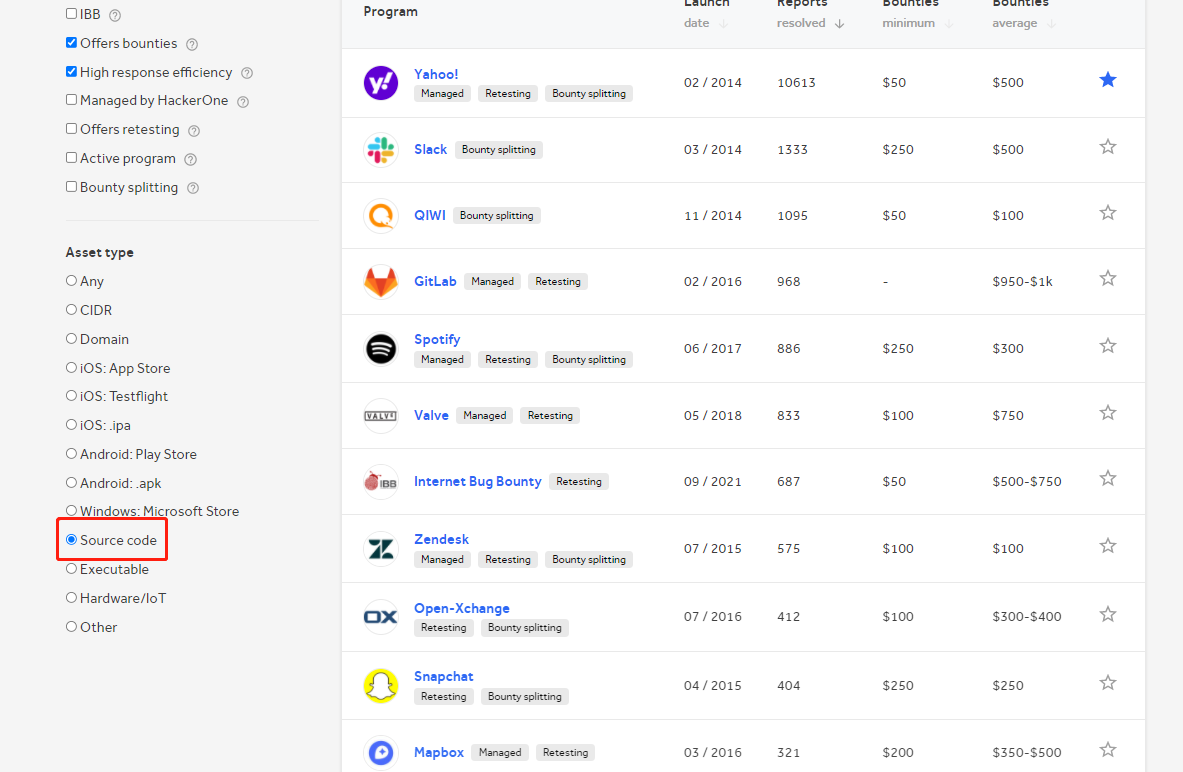 IBB
Offers bounties
High response efficiency
Managed by HackerOne
Offers retesting
Active program
Bounty splitting
Asset type
Any
CIDR
Domain
iOS: App Store
iOS: Testflight
iOS: .ipa
Android: Play Store
Android: .apk
Windows: Microsoft Store
Source code
Executable
Hardware/IoT
Other
Program Launch date Reports resolved Bounties minimum Bounties average
Yahoo! 02 / 2014 10613 $50 $500
Managed Retesting Bounty splitting
Slack Bounty splitting 03 / 2014 1333 $250 $500
QIWI Bounty splitting 11 / 2014 1095 $50 $100
GitLab Managed Retesting 02 / 2016 968 - $950-$1k
Spotify 06 / 2017 886 $250 $300
Managed Retesting Bounty splitting
VALVE Valve Managed Retesting 05 / 2018 833 $100 $750
IBB Internet Bug Bounty Retesting 09 / 2021 687 $50 $500-$750
Zendesk 07 / 2015 575 $100 $100
Managed Retesting Bounty splitting
OX Open-Xchange 07 / 2016 412 $100 $300-$400
Retesting Bounty splitting
Snapchat 04 / 2015 404 $250 $250
Retesting Bounty splitting
Mapbox Managed Retesting 03 / 2016 321 $200 $350-$500